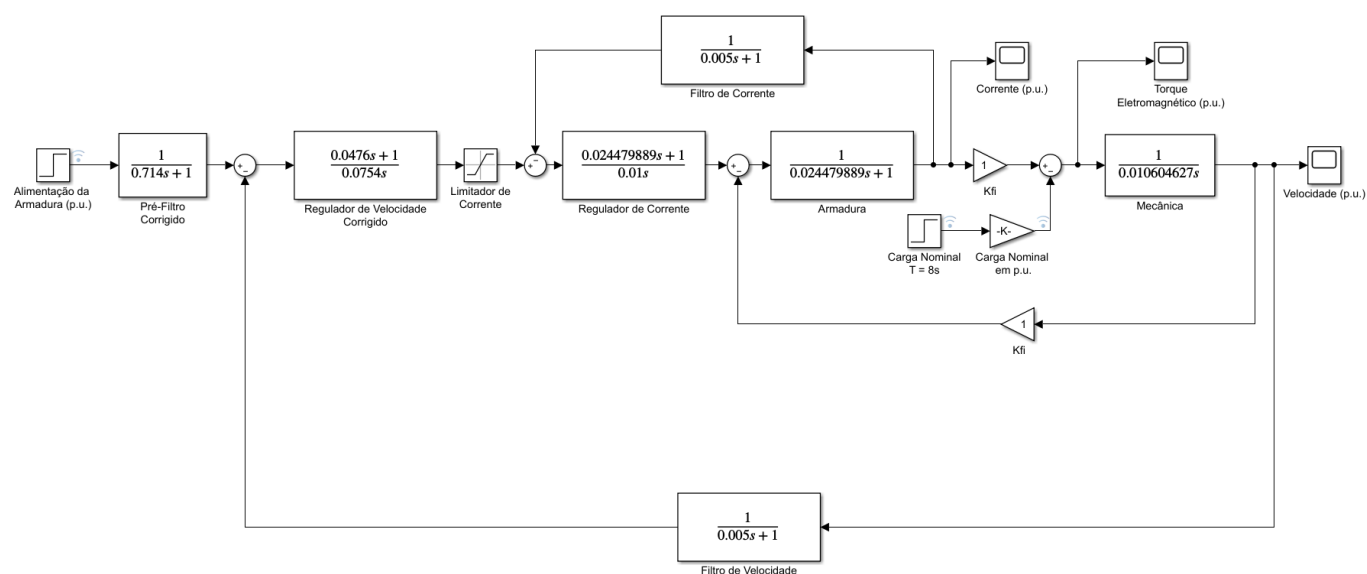 1
0.005s + 1
Filtro de Corrente
Corrente (p.u.)
Torque
Eletromagnético (p.u.)
Alimentação da
Armadura (p.u.)
1
0.714s + 1
Pré-Filtro
Corrigido
+
−
0.0476s + 1
0.0754s
Regulador de Velocidade
Corrigido
Limitador de
Corrente
+
−
0.024479889s + 1
0.01s
Regulador de Corrente
+
−
1
0.024479889s + 1
Armadura
1
Kfi
+
−
1
0.010604627s
Mecânica
Velocidade (p.u.)
Carga Nominal
T = 8s
-K-
Carga Nominal
em p.u.
1
Kfi
1
0.005s + 1
Filtro de Velocidade